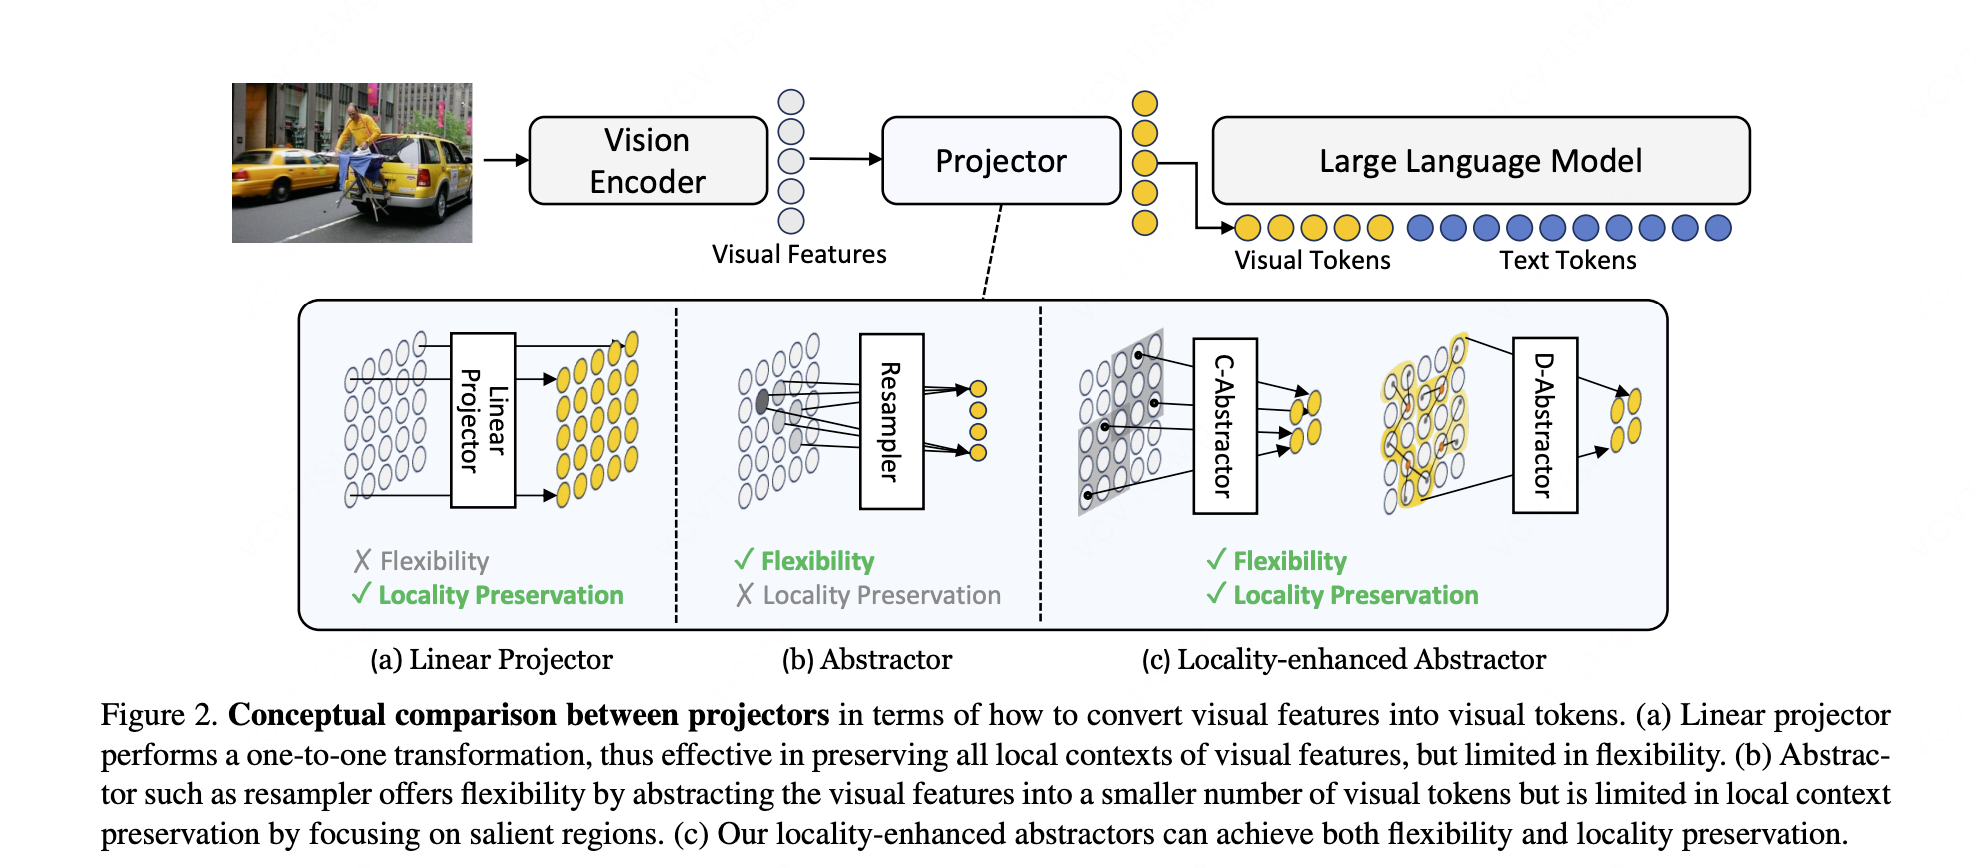 Vision
Encoder
Visual Features
Projector
Large Language Model
Visual Tokens
Text Tokens
Linear
Projector
✗ Flexibility
✓ Locality Preservation
Resampler
✓ Flexibility
✗ Locality Preservation
C-Abstractor
D-Abstractor
✓ Flexibility
✓ Locality Preservation
(a) Linear Projector
(b) Abstractor
(c) Locality-enhanced Abstractor
Figure 2. Conceptual comparison between projectors in terms of how to convert visual features into visual tokens. (a) Linear projector
performs a one-to-one transformation, thus effective in preserving all local contexts of visual features, but limited in flexibility. (b) Abstrac-
tor such as resampler offers flexibility by abstracting the visual features into a smaller number of visual tokens but is limited in local context
preservation by focusing on salient regions. (c) Our locality-enhanced abstractors can achieve both flexibility and locality preservation.